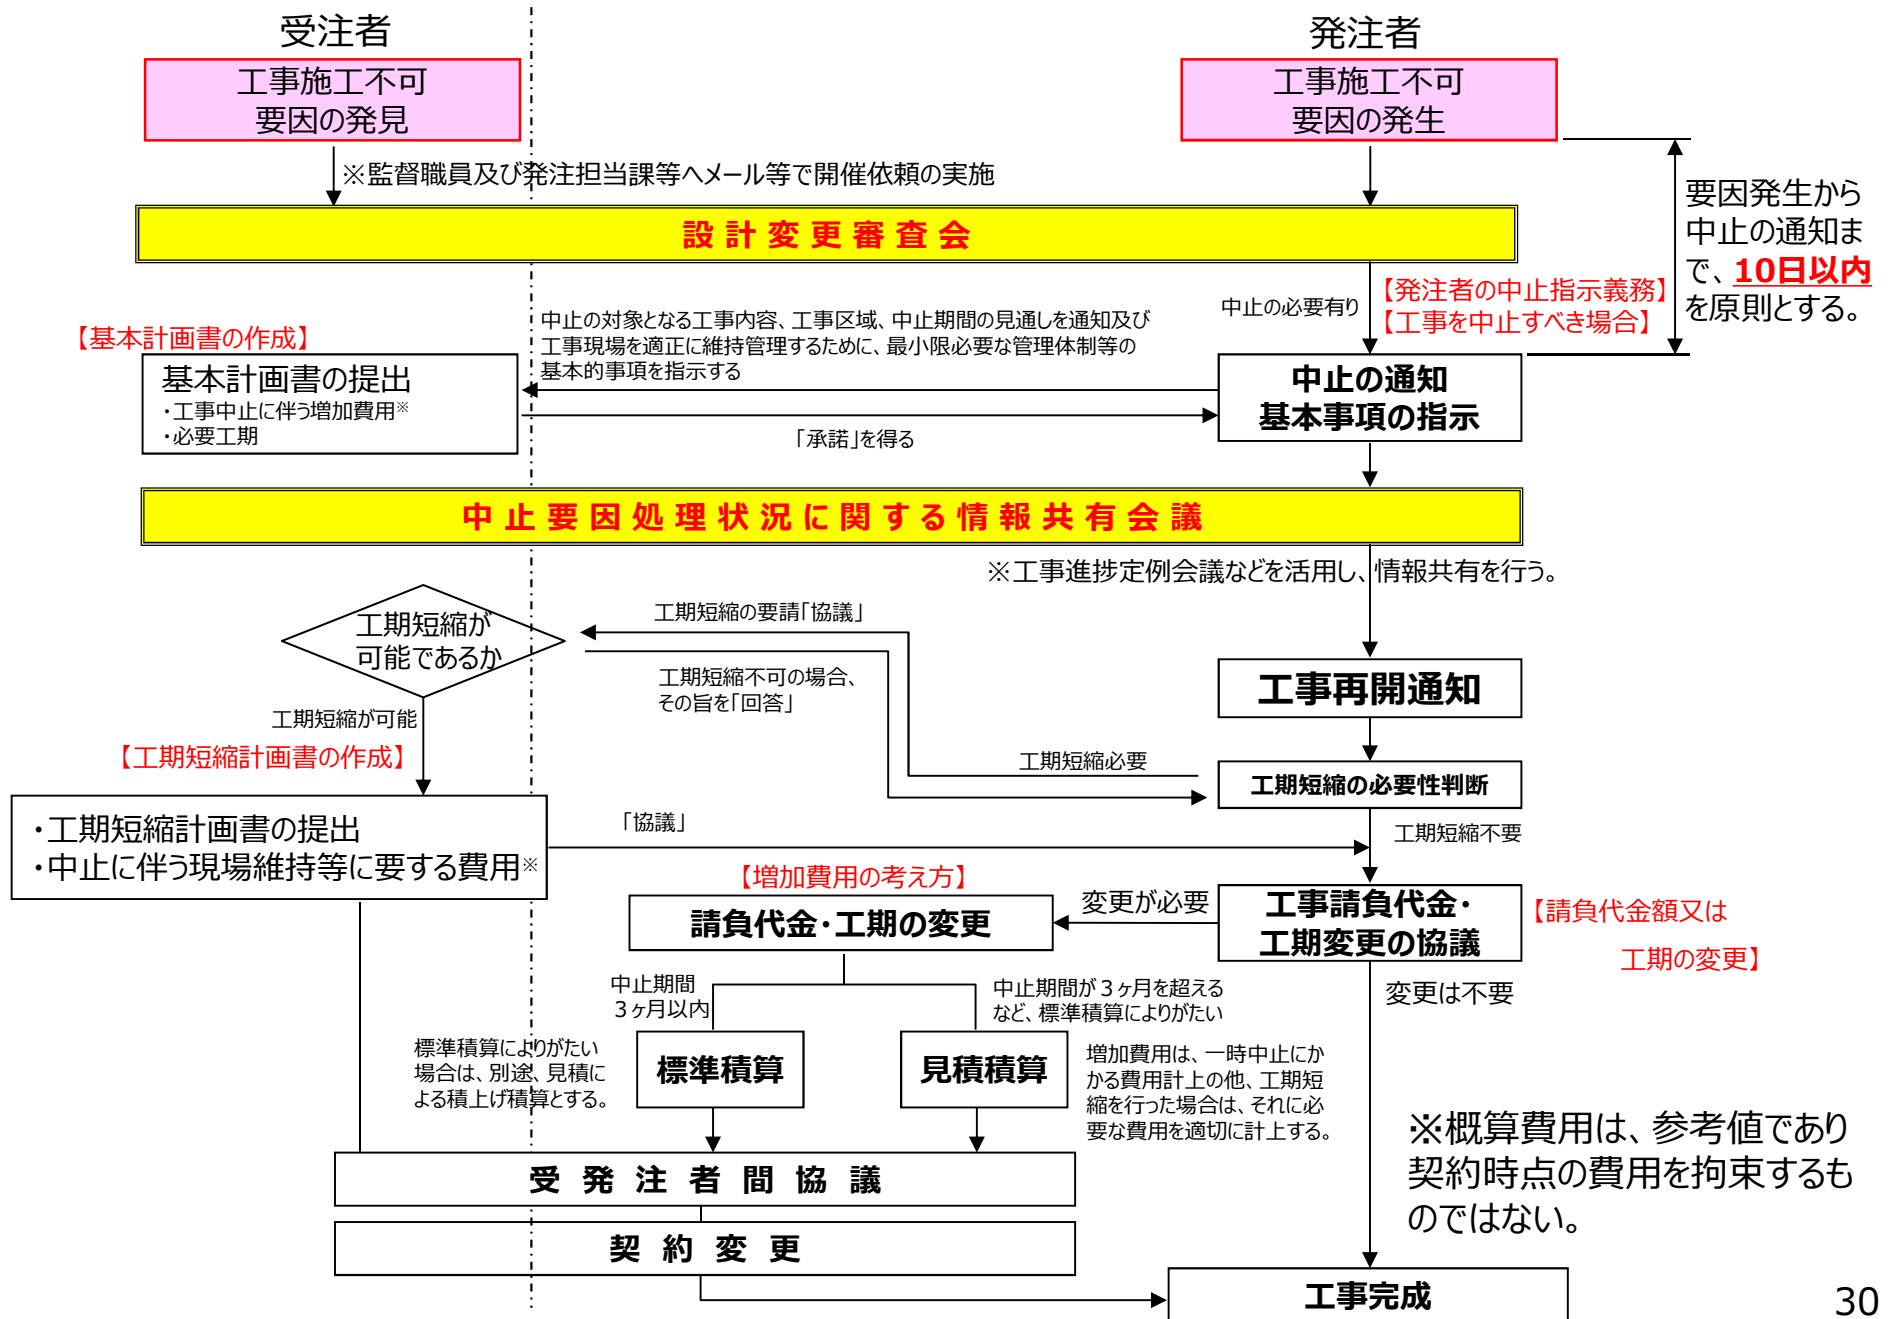 受注者
発注者
工事施工不可
要因の発見
工事施工不可
要因の発生
※監督職員及び発注担当課等へメール等で開催依頼の実施
要因発生から
中止の通知ま
で、10日以内
を原則とする。
設計変更審査会
中止の必要有り
【発注者の中止指示義務】
【工事を中止すべき場合】
【基本計画書の作成】
中止の対象となる工事内容、工事区域、中止期間の見通しを通知及び
工事現場を適正に維持管理するために、最小限必要な管理体制等の
基本的事項を指示する
基本計画書の提出
・工事中止に伴う増加費用※
・必要工期
中止の通知
基本事項の指示
「承諾」を得る
中止要因処理状況に関する情報共有会議
※工事進捗定例会議などを活用し、情報共有を行う。
工期短縮が
可能であるか
工期短縮の要請「協議」
工期短縮不可の場合、
その旨を「回答」
工事再開通知
工期短縮が可能
【工期短縮計画書の作成】
工期短縮必要
工期短縮の必要性判断
・工期短縮計画書の提出
・中止に伴う現場維持等に要する費用※
「協議」
工期短縮不要
【増加費用の考え方】
請負代金・工期の変更
変更が必要
工事請負代金・
工期変更の協議
【請負代金額又は
工期の変更】
中止期間
３ヶ月以内
中止期間が３ヶ月を超える
など、標準積算によりがたい
変更は不要
標準積算によりがたい
場合は、別途、見積に
よる積上げ積算とする。
標準積算
見積積算
増加費用は、一時中止にか
かる費用計上の他、工期短
縮を行った場合は、それに必
要な費用を適切に計上する。
※概算費用は、参考値であり
契約時点の費用を拘束するも
のではない。
受発注者間協議
契約変更
工事完成
30